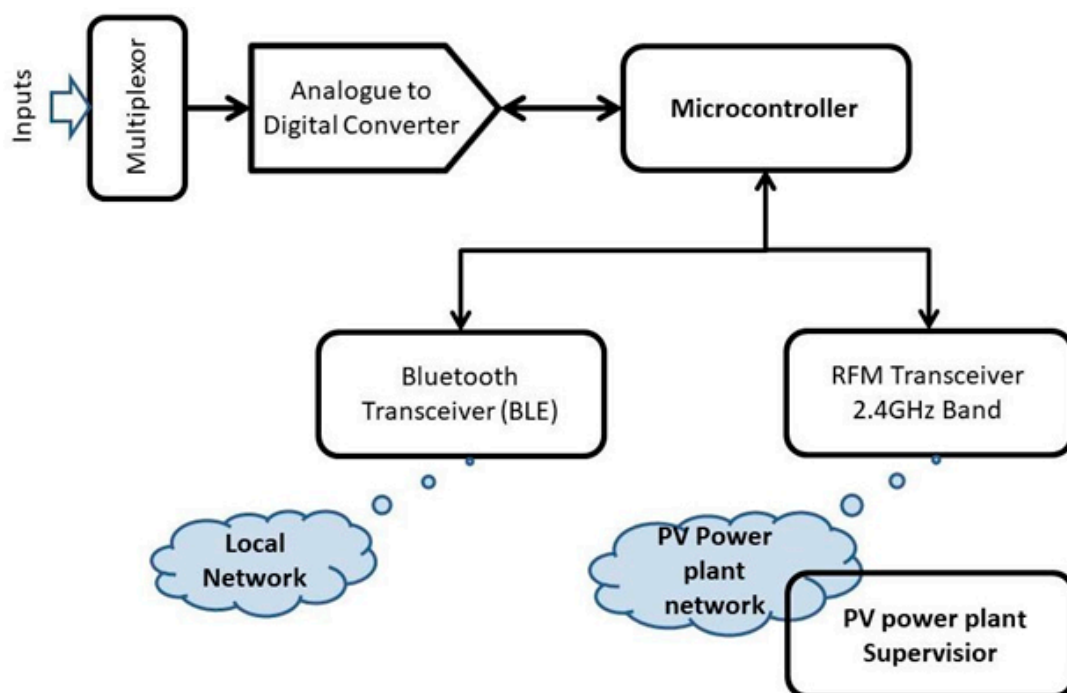 Inputs
Multiplexor
Analogue to
Digital Converter
Microcontroller
Bluetooth
Transceiver (BLE)
RFM Transceiver
2.4GHz Band
Local
Network
PV Power
plant
network
PV power plant
Supervisior